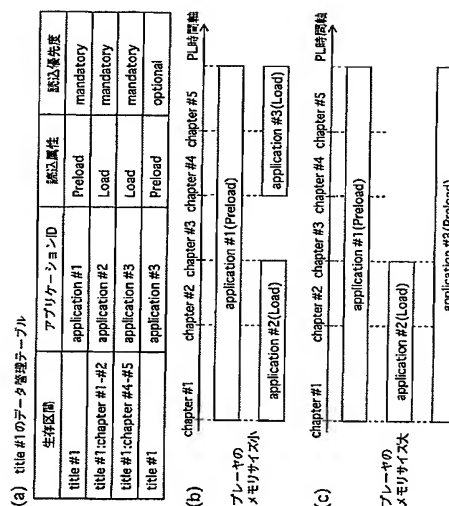 (a) title #1のデータ管理テーブル
生存区間 アプリケーションID 読込属性 読込優先度
title #1 application #1 Preload mandatory
title #1:chapter #1-#2 application #2 Load mandatory
title #1:chapter #4-#5 application #3 Load mandatory
title #1 application #3 Preload optional
(b)
chapter #1 chapter #2 chapter #3 chapter #4 chapter #5 PL時間軸
プレーヤの
メモリサイズ小
application #1(Preload)
application #2(Load)
application #3(Load)
(c)
chapter #1 chapter #2 chapter #3 chapter #4 chapter #5 PL時間軸
プレーヤの
メモリサイズ大
application #1(Preload)
application #2(Load)
application #3(Preload)